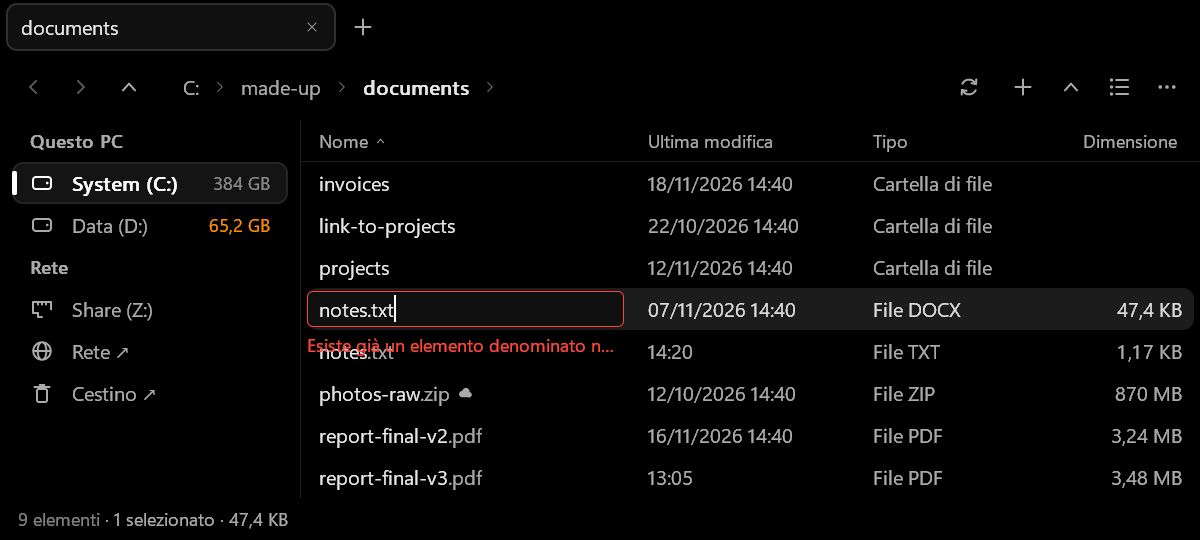 documents
C: made-up documents
Questo PC
System (C:) 384 GB
Data (D:) 65,2 GB
Rete
Share (Z:)
Rete ↗
Cestino ↗
Nome Ultima modifica Tipo Dimensione
invoices 18/11/2026 14:40 Cartella di file
link-to-projects 22/10/2026 14:40 Cartella di file
projects 12/11/2026 14:40 Cartella di file
notes.txt 07/11/2026 14:40 File DOCX 47,4 KB
Esiste già un elemento denominato n...
notes.txt 14:20 File TXT 1,17 KB
photos-raw.zip 12/10/2026 14:40 File ZIP 870 MB
report-final-v2.pdf 16/11/2026 14:40 File PDF 3,24 MB
report-final-v3.pdf 13:05 File PDF 3,48 MB
9 elementi · 1 selezionato · 47,4 KB